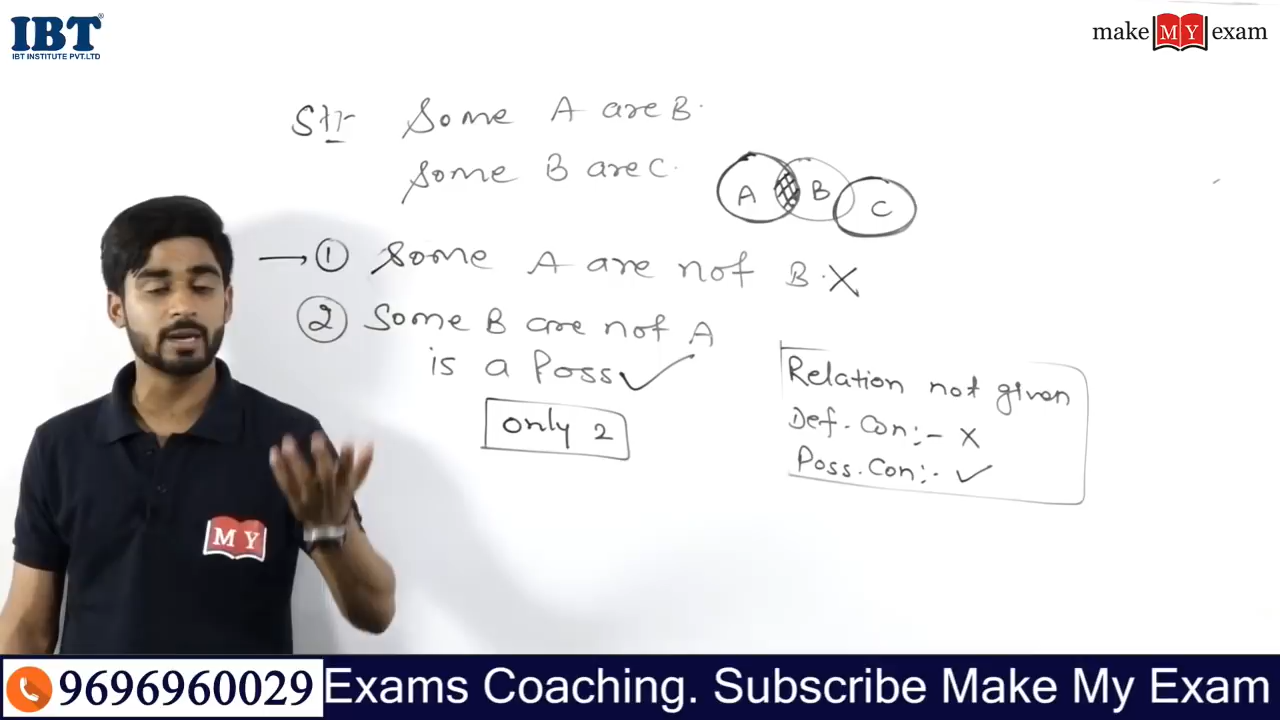 IBT
IBT INSTITUTE PVT.LTD
make MY exam
Stt- Some A are B.
Some B are C.
A B C
→ 1 Some A are not B. X
2 Some B are not A
is a Poss ✓
only 2
Relation not given
Def. Con:- X
Poss. Con:- ✓
MY
9696960029 Exams Coaching. Subscribe Make My Exam